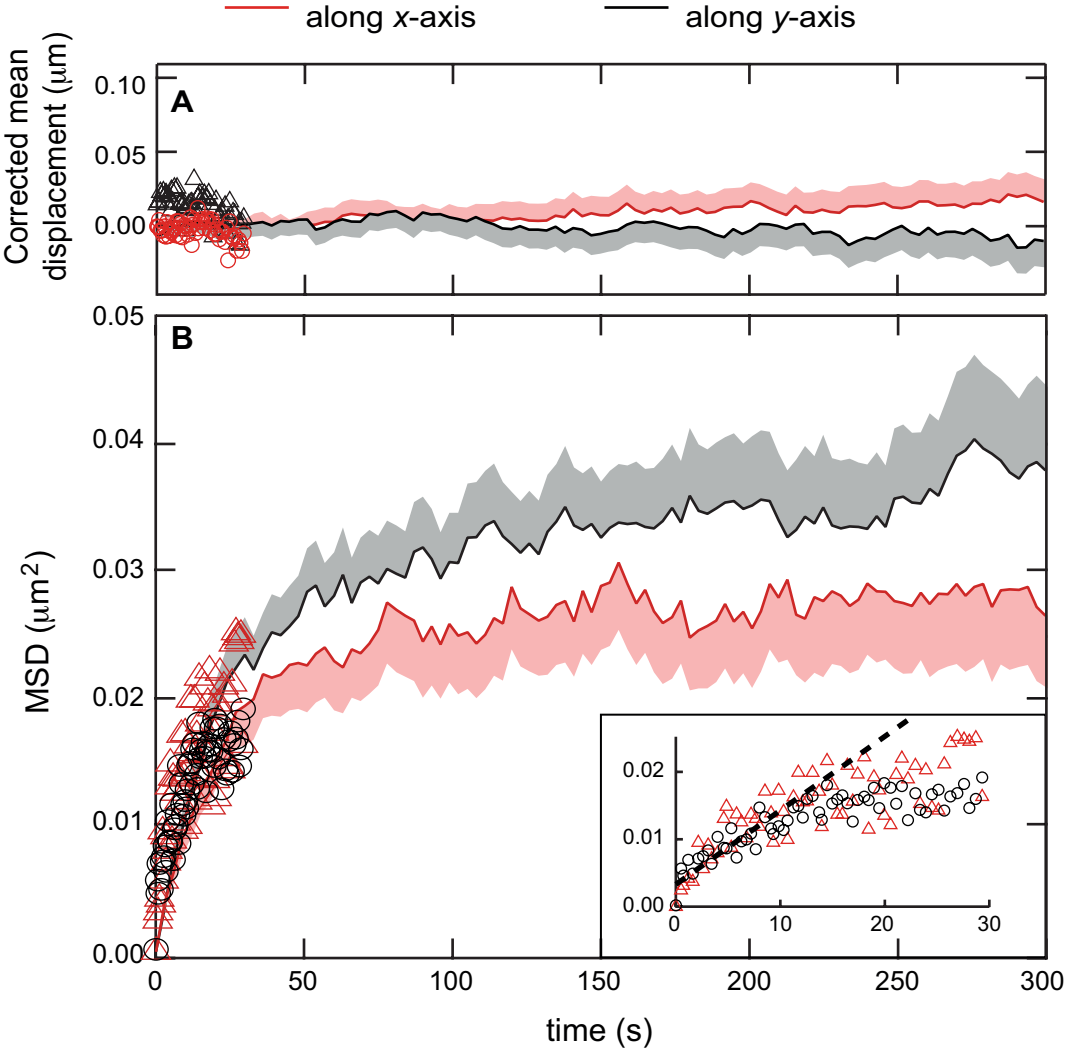 along x-axis
along y-axis
Corrected mean
displacement (μm)
0.10
0.05
0.00
A
B
MSD (μm²)
0.05
0.04
0.03
0.02
0.01
0.00
0.02
0.01
0.00
0
10
20
30
0
50
100
150
200
250
300
time (s)